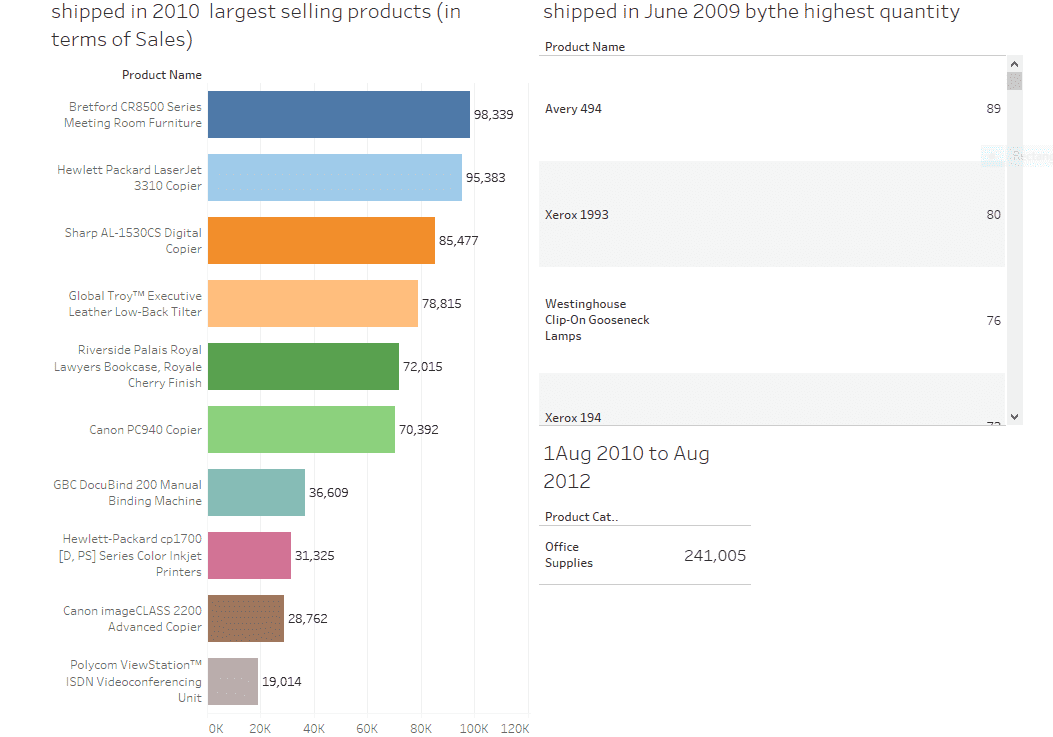 shipped in 2010 largest selling products (in
terms of Sales)
Product Name
Bretford CR8500 Series
Meeting Room Furniture
98,339
Hewlett Packard LaserJet
3310 Copier
95,383
Sharp AL-1530CS Digital
Copier
85,477
Global Troy™ Executive
Leather Low-Back Tilter
78,815
Riverside Palais Royal
Lawyers Bookcase, Royale
Cherry Finish
72,015
Canon PC940 Copier
70,392
GBC DocuBind 200 Manual
Binding Machine
36,609
Hewlett-Packard cp1700
[D, PS] Series Color Inkjet
Printers
31,325
Canon imageCLASS 2200
Advanced Copier
28,762
Polycom ViewStation™
ISDN Videoconferencing
Unit
19,014
0K 20K 40K 60K 80K 100K 120K
shipped in June 2009 bythe highest quantity
Product Name
Avery 494 89
Xerox 1993 80
Westinghouse
Clip-On Gooseneck
Lamps
76
Xerox 194
1Aug 2010 to Aug
2012
Product Cat..
Office
Supplies
241,005